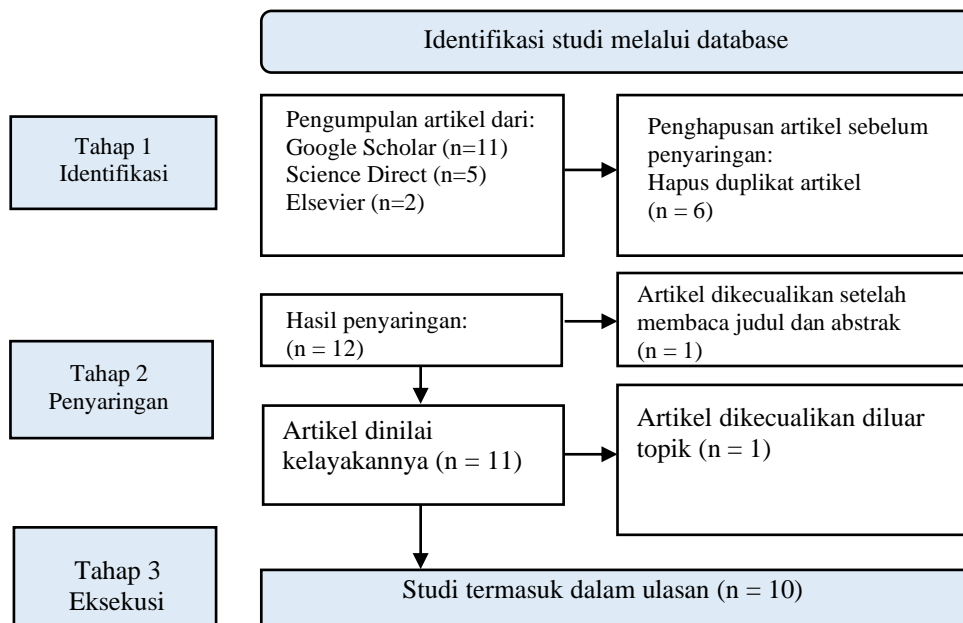 Identifikasi studi melalui database
Tahap 1
Identifikasi
Pengumpulan artikel dari:
Google Scholar (n=11)
Science Direct (n=5)
Elsevier (n=2)
Penghapusan artikel sebelum
penyaringan:
Hapus duplikat artikel
(n = 6)
Tahap 2
Penyaringan
Hasil penyaringan:
(n = 12)
Artikel dikecualikan setelah
membaca judul dan abstrak
(n = 1)
Artikel dinilai
kelayakannya (n = 11)
Artikel dikecualikan diluar
topik (n = 1)
Tahap 3
Eksekusi
Studi termasuk dalam ulasan (n = 10)